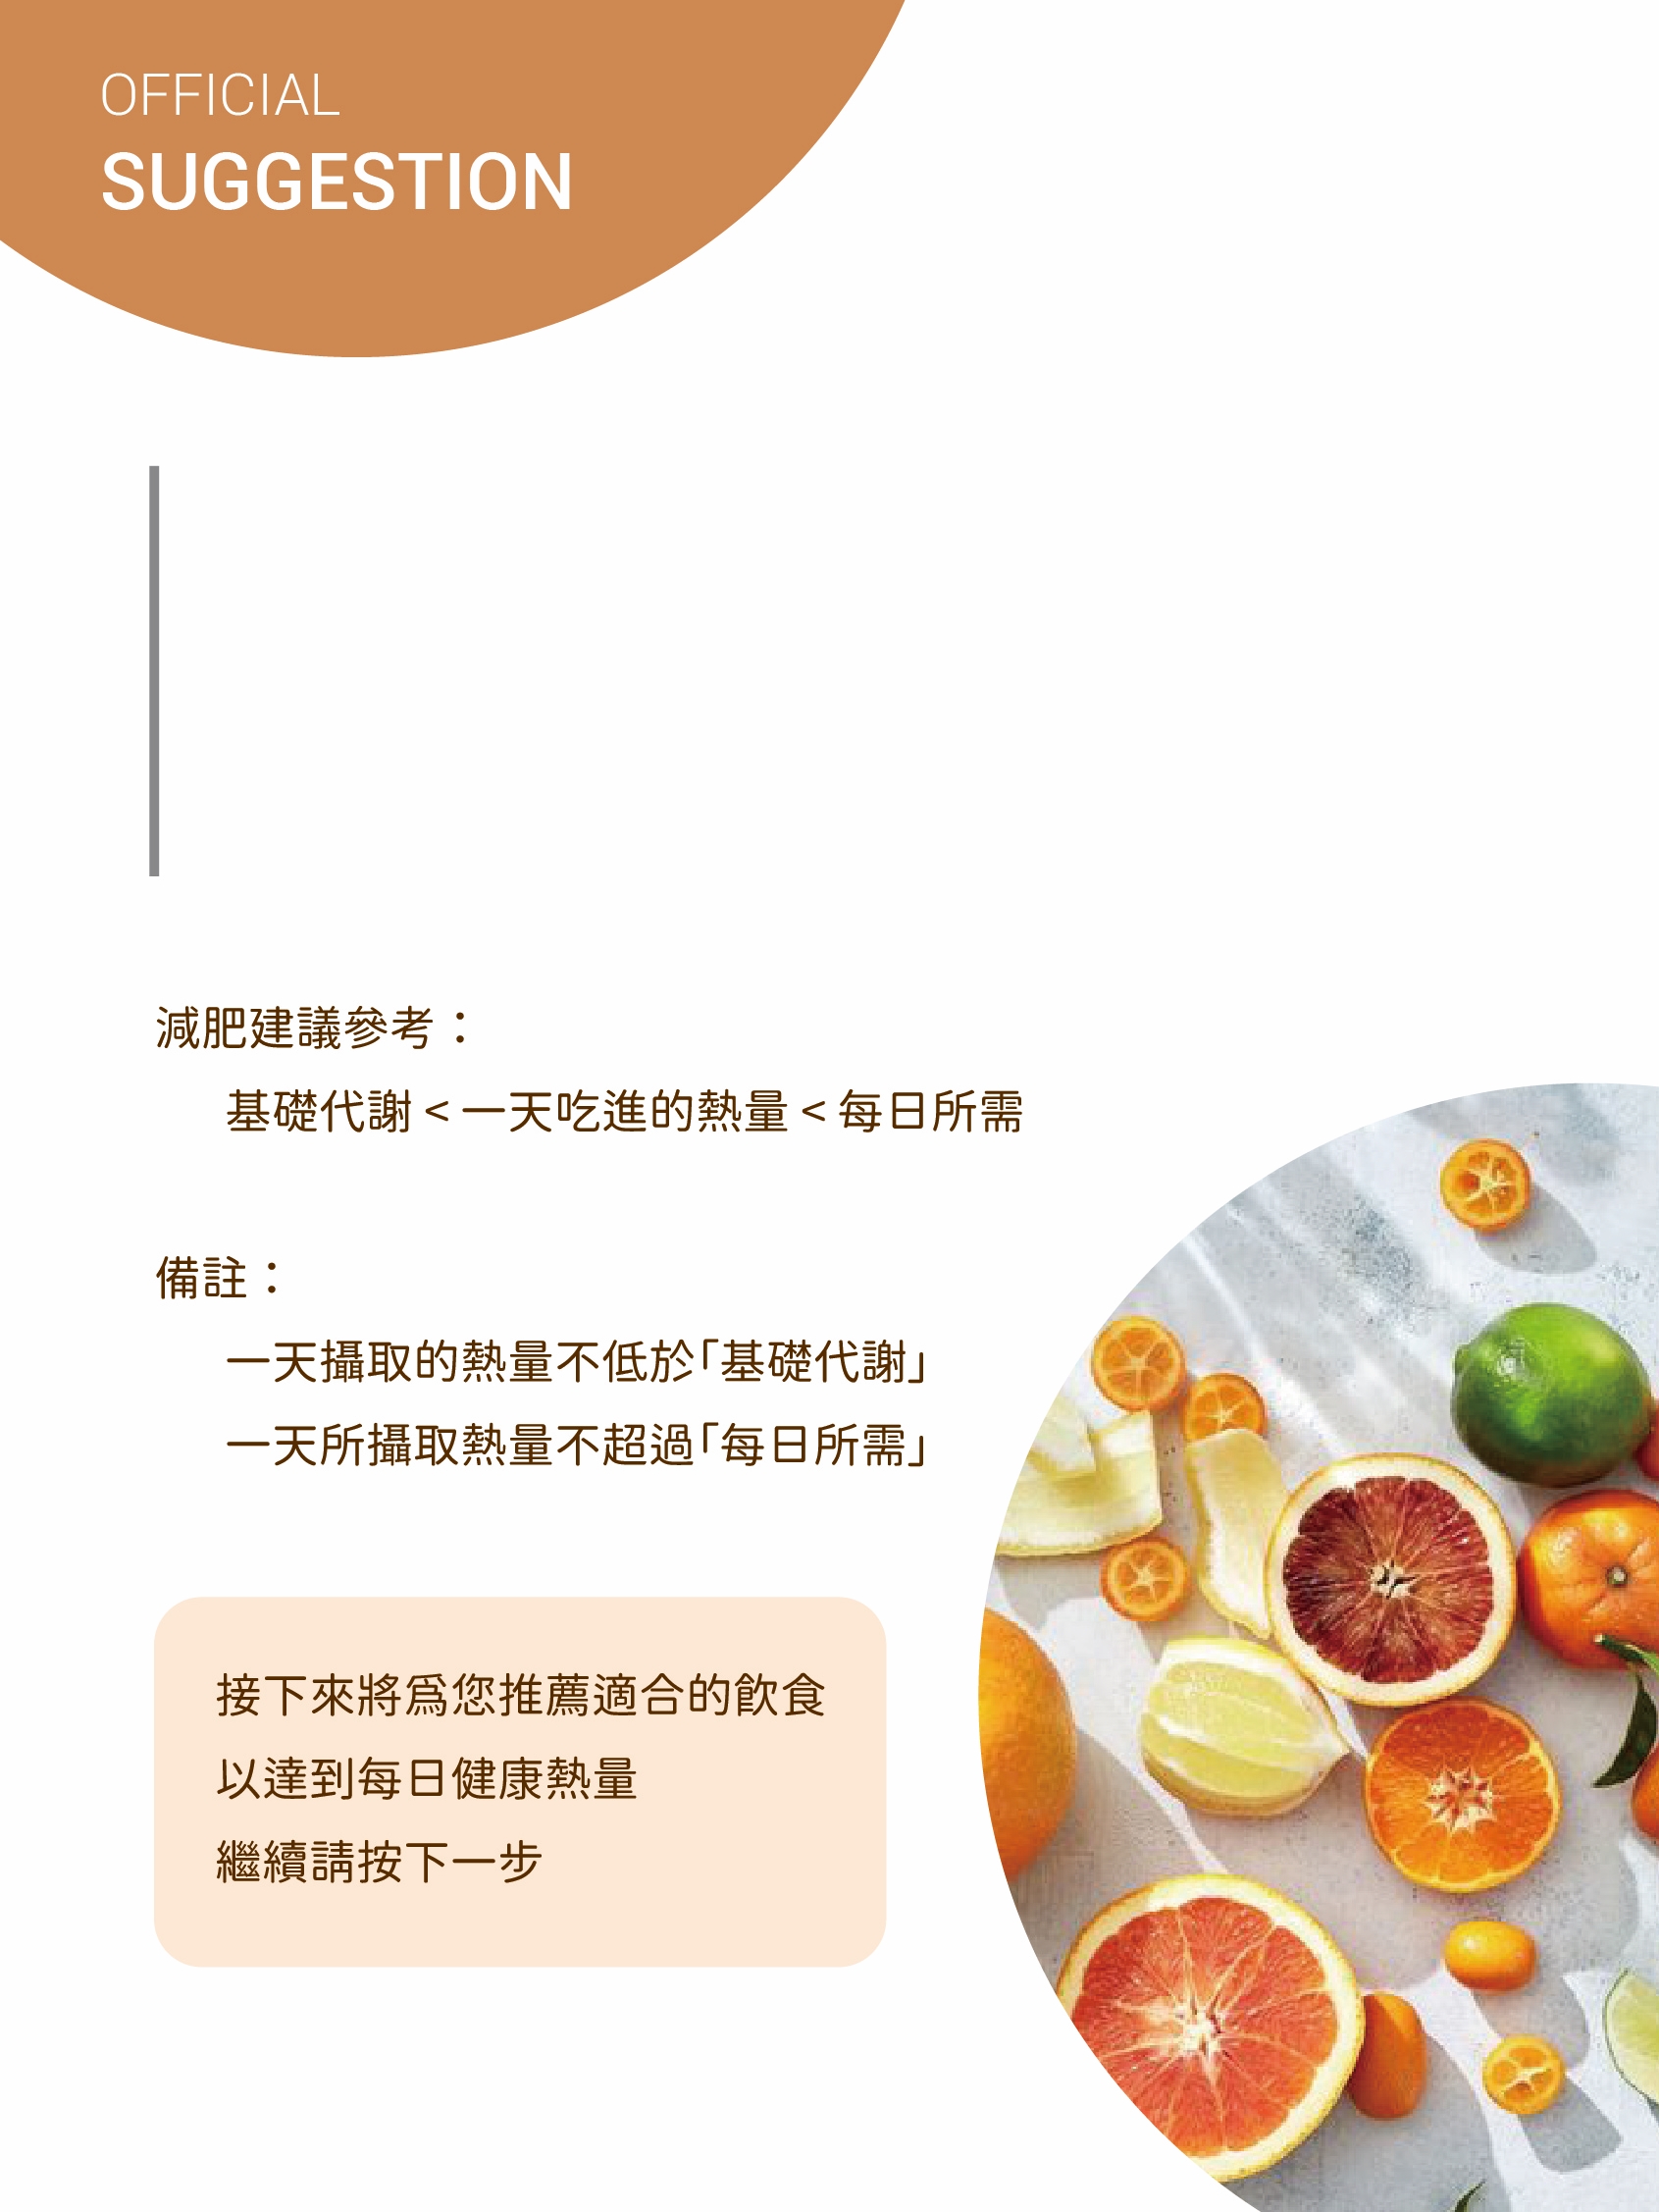 OFFICIAL
SUGGESTION
減肥建議參考：
基礎代謝 < 一天吃進的熱量 < 每日所需
備註：
一天攝取的熱量不低於「基礎代謝」
一天所攝取熱量不超過「每日所需」
接下來將爲您推薦適合的飲食
以達到每日健康熱量
繼續請按下一步